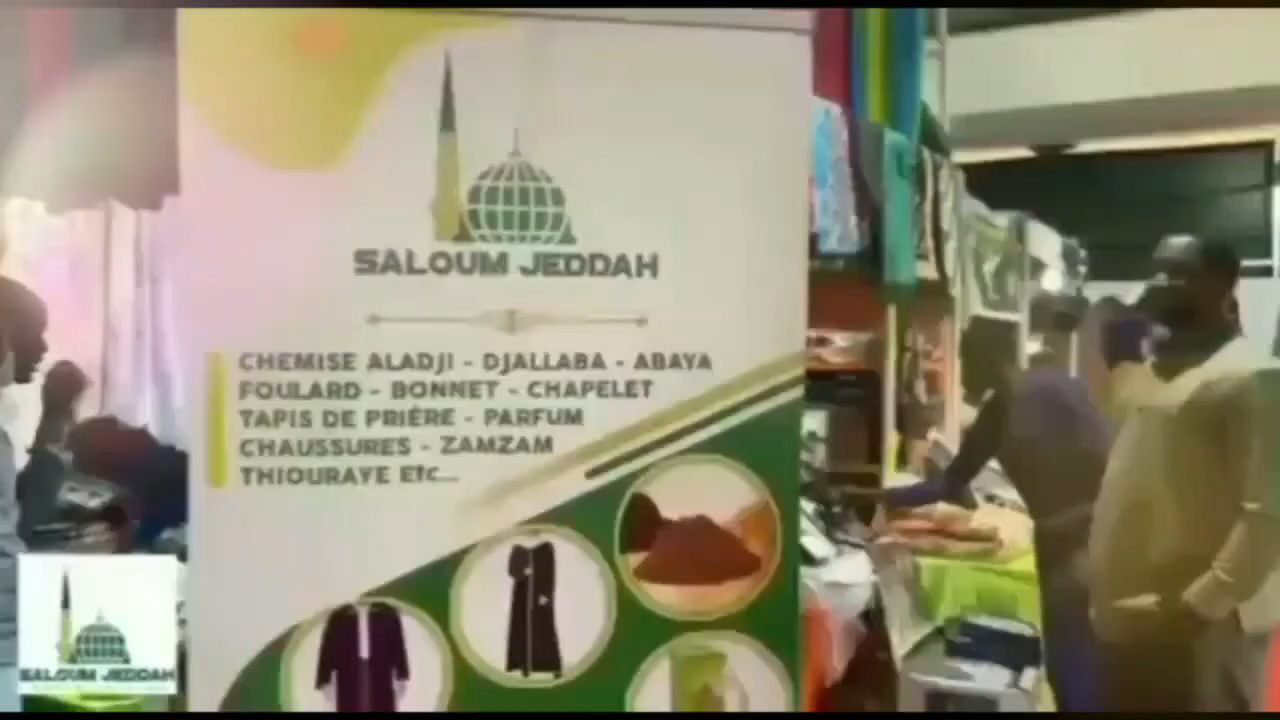 SALOUM JEDDAH
CHEMISE ALADJI - DJALLABA - ABAYA
FOULARD - BONNET - CHAPELET
TAPIS DE PRIÈRE - PARFUM
CHAUSSURES - ZAMZAM
THIOURAYE Etc...
SALOUM JEDDAH